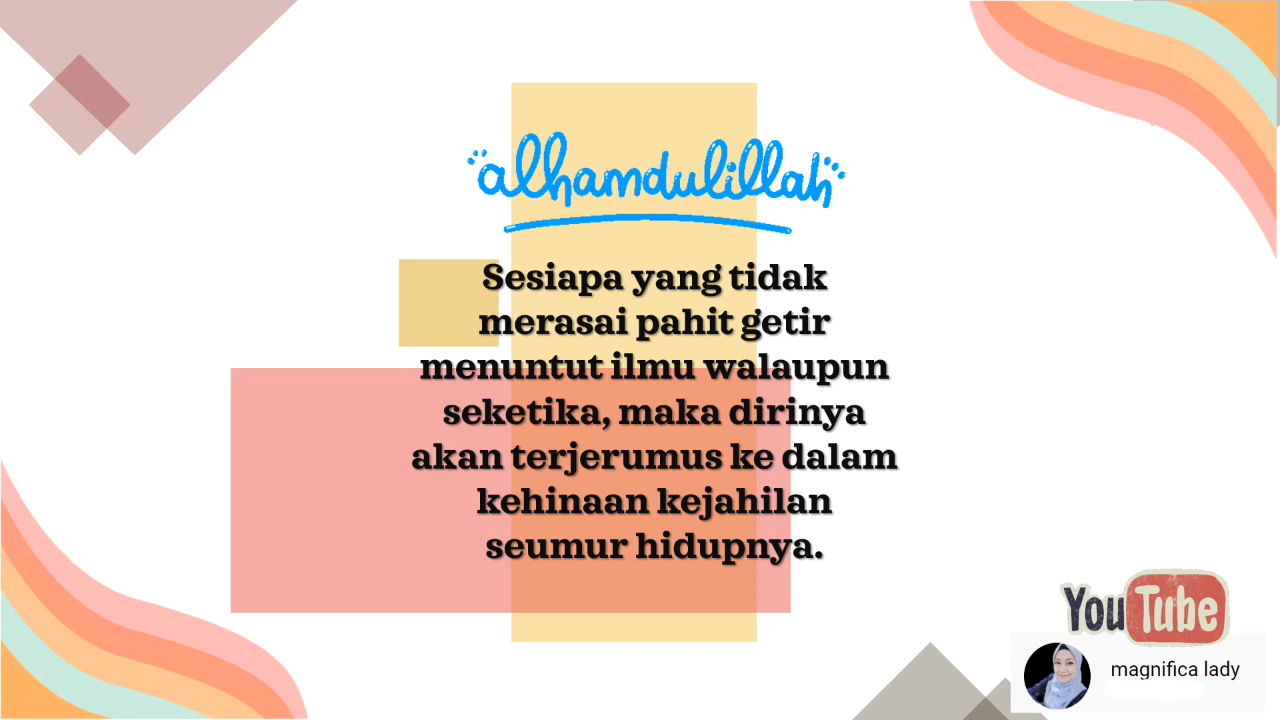 alhamdulillah
Sesiapa yang tidak
merasai pahit getir
menuntut ilmu walaupun
seketika, maka dirinya
akan terjerumus ke dalam
kehinaan kejahilan
seumur hidupnya.
YouTube
magnifica lady